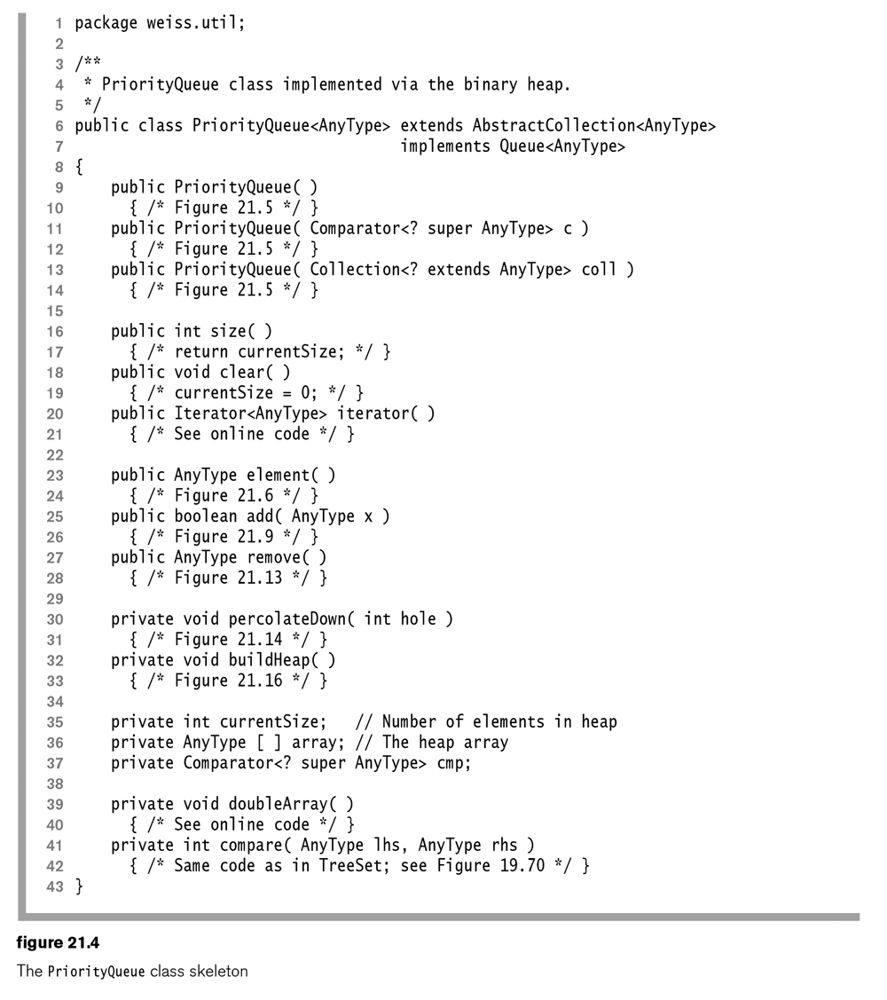 1 package weiss.util;
2
3 /**
4  * PriorityQueue class implemented via the binary heap.
5  */
6 public class PriorityQueue<AnyType> extends AbstractCollection<AnyType>
7                                     implements Queue<AnyType>
8 {
9     public PriorityQueue( )
10       { /* Figure 21.5 */ }
11     public PriorityQueue( Comparator<? super AnyType> c )
12       { /* Figure 21.5 */ }
13     public PriorityQueue( Collection<? extends AnyType> coll )
14       { /* Figure 21.5 */ }
15
16     public int size( )
17       { /* return currentSize; */ }
18     public void clear( )
19       { /* currentSize = 0; */ }
20     public Iterator<AnyType> iterator( )
21       { /* See online code */ }
22
23     public AnyType element( )
24       { /* Figure 21.6 */ }
25     public boolean add( AnyType x )
26       { /* Figure 21.9 */ }
27     public AnyType remove( )
28       { /* Figure 21.13 */ }
29
30     private void percolateDown( int hole )
31       { /* Figure 21.14 */ }
32     private void buildHeap( )
33       { /* Figure 21.16 */ }
34
35     private int currentSize;   // Number of elements in heap
36     private AnyType [ ] array; // The heap array
37     private Comparator<? super AnyType> cmp;
38
39     private void doubleArray( )
40       { /* See online code */ }
41     private int compare( AnyType lhs, AnyType rhs )
42       { /* Same code as in TreeSet; see Figure 19.70 */ }
43 }
figure 21.4
The PriorityQueue class skeleton